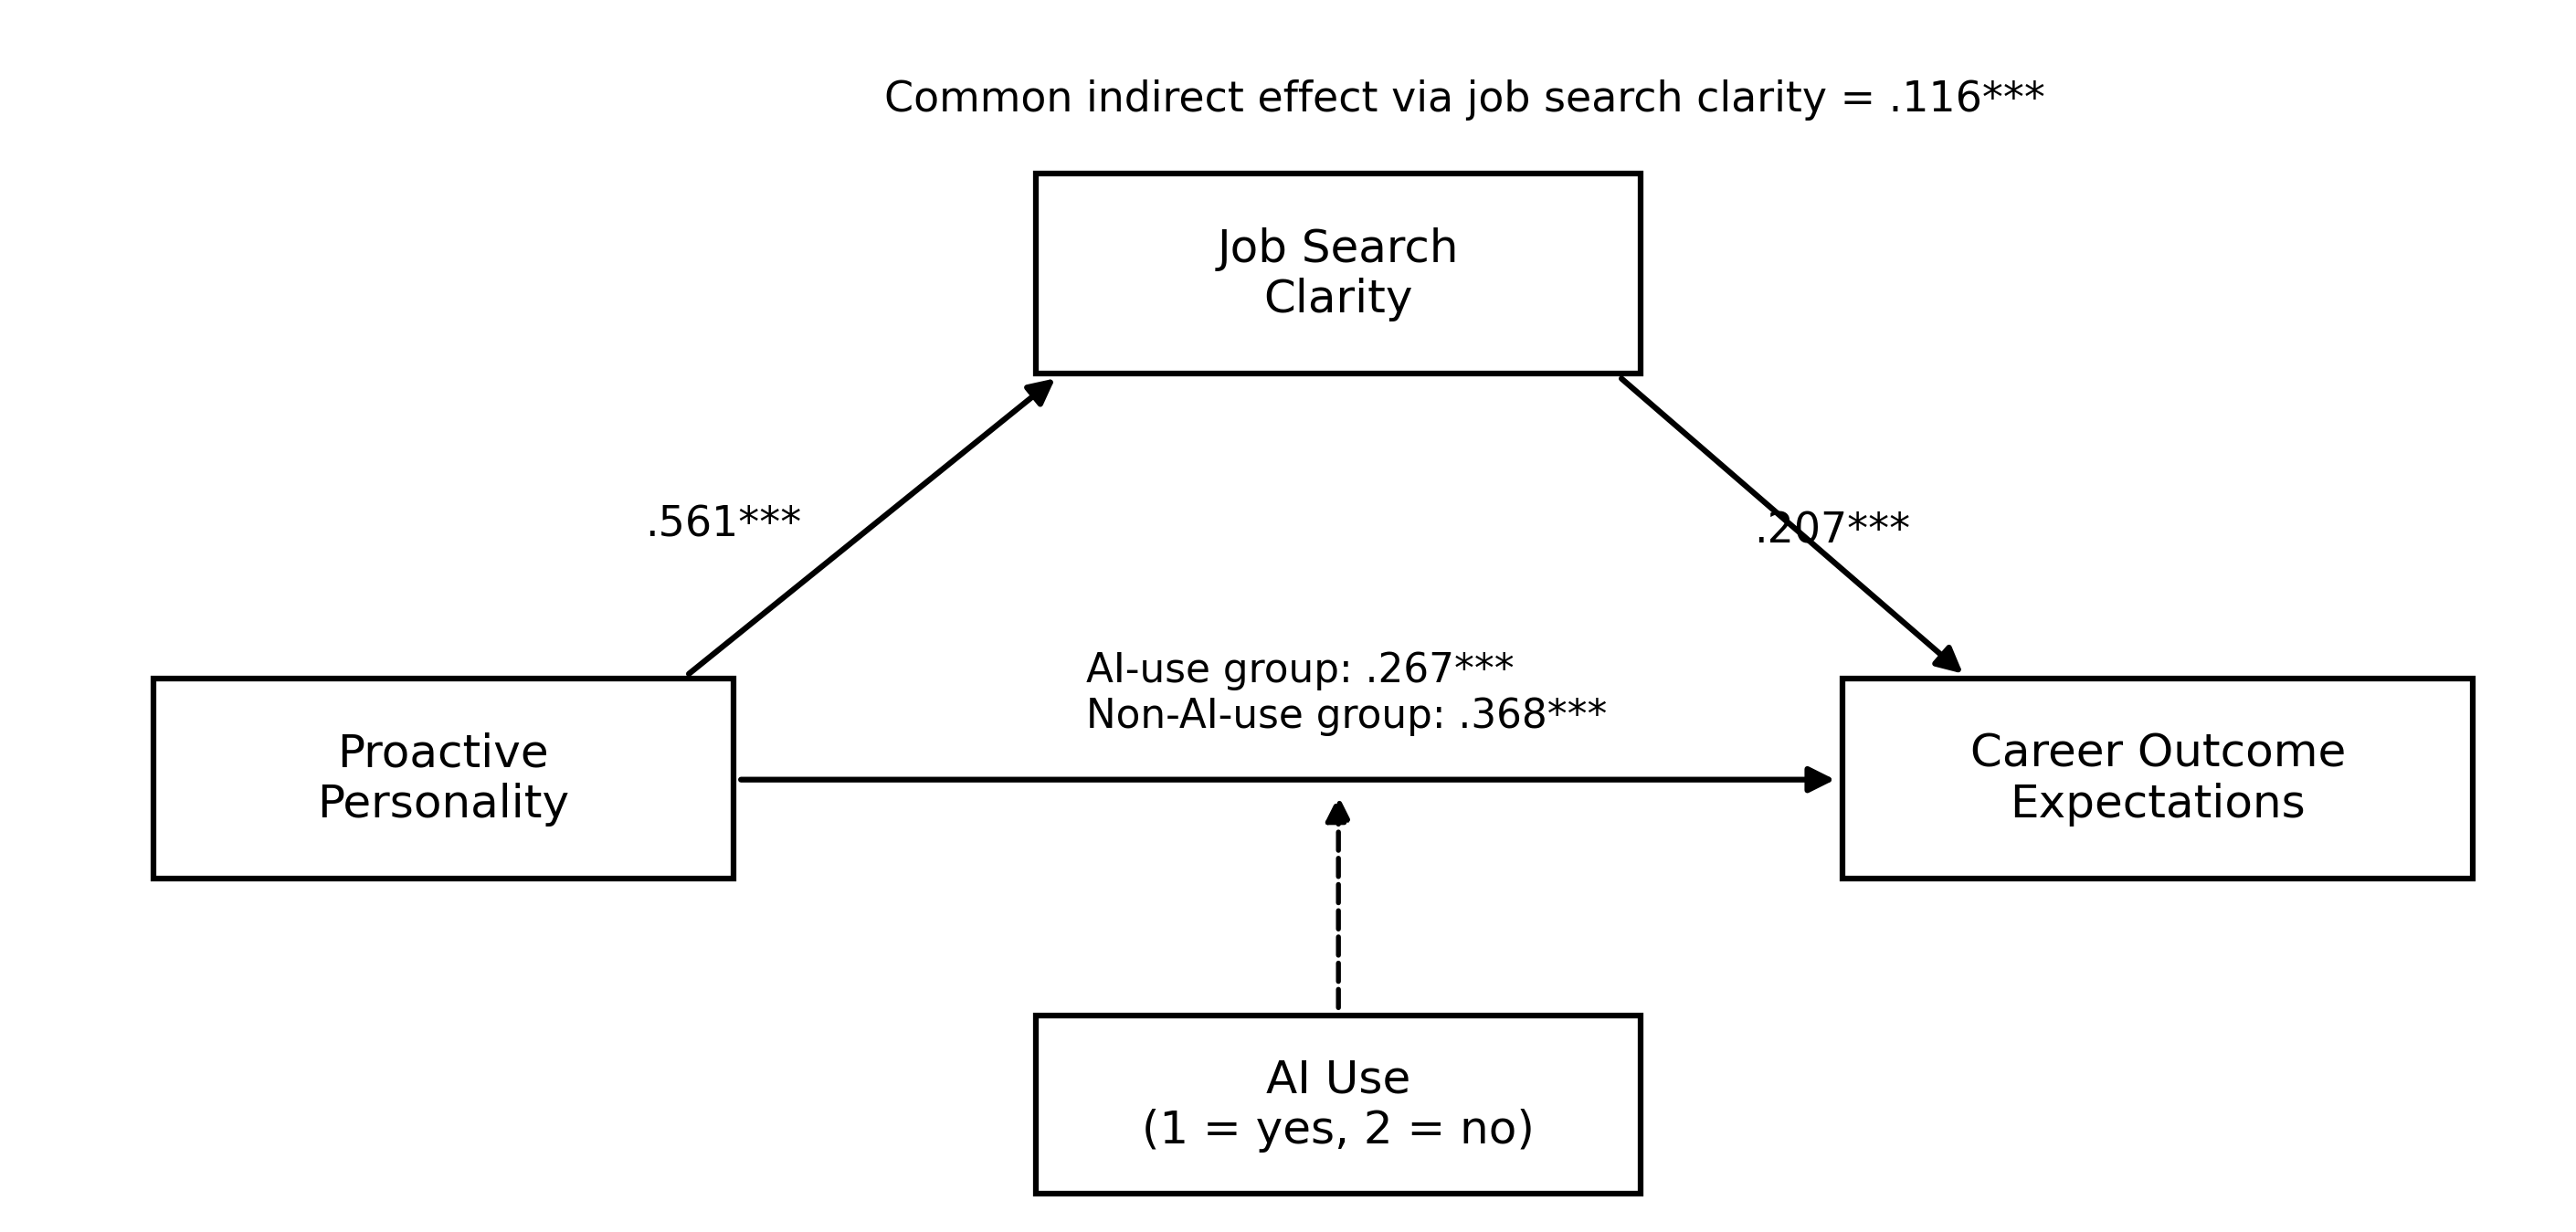 Common indirect effect via job search clarity = .116***
Job Search
Clarity
.561***
.207***
AI-use group: .267***
Non-AI-use group: .368***
Proactive
Personality
Career Outcome
Expectations
AI Use
(1 = yes, 2 = no)